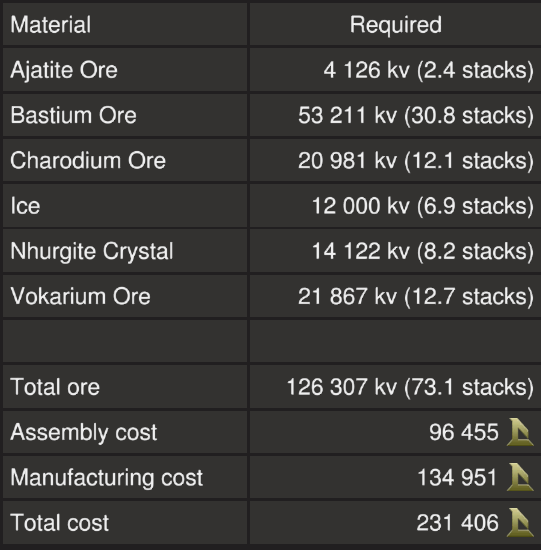 Material Required
Ajatite Ore 4 126 kv (2.4 stacks)
Bastium Ore 53 211 kv (30.8 stacks)
Charodium Ore 20 981 kv (12.1 stacks)
Ice 12 000 kv (6.9 stacks)
Nhurgite Crystal 14 122 kv (8.2 stacks)
Vokarium Ore 21 867 kv (12.7 stacks)
Total ore 126 307 kv (73.1 stacks)
Assembly cost 96 455
Manufacturing cost 134 951
Total cost 231 406